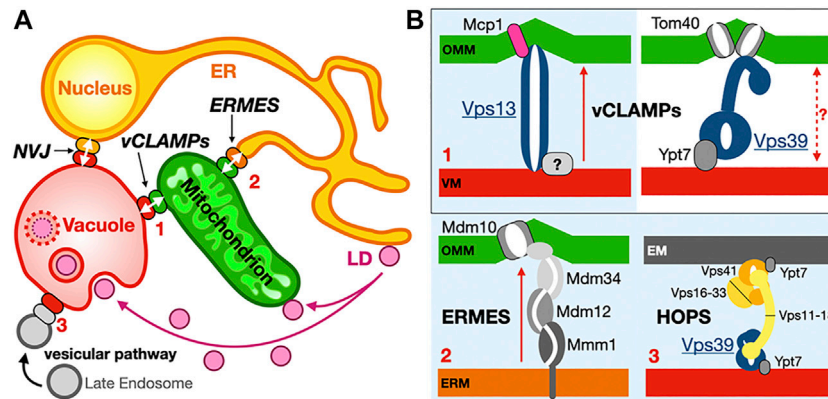 A
Nucleus
ER
ERMES
vCLAMPs
NVJ
2
Vacuole
1
Mitochondrion
LD
3
vesicular pathway
Late Endosome
B
Mcp1
OMM
Vps13
vCLAMPs
?
1
VM
Tom40
?
Vps39
Ypt7
Mdm10
OMM
Mdm34
ERMES
Mdm12
Mmm1
2
ERM
EM
Vps41
Ypt7
Vps16-33
Vps11-1
HOPS
Vps39
Ypt7
3